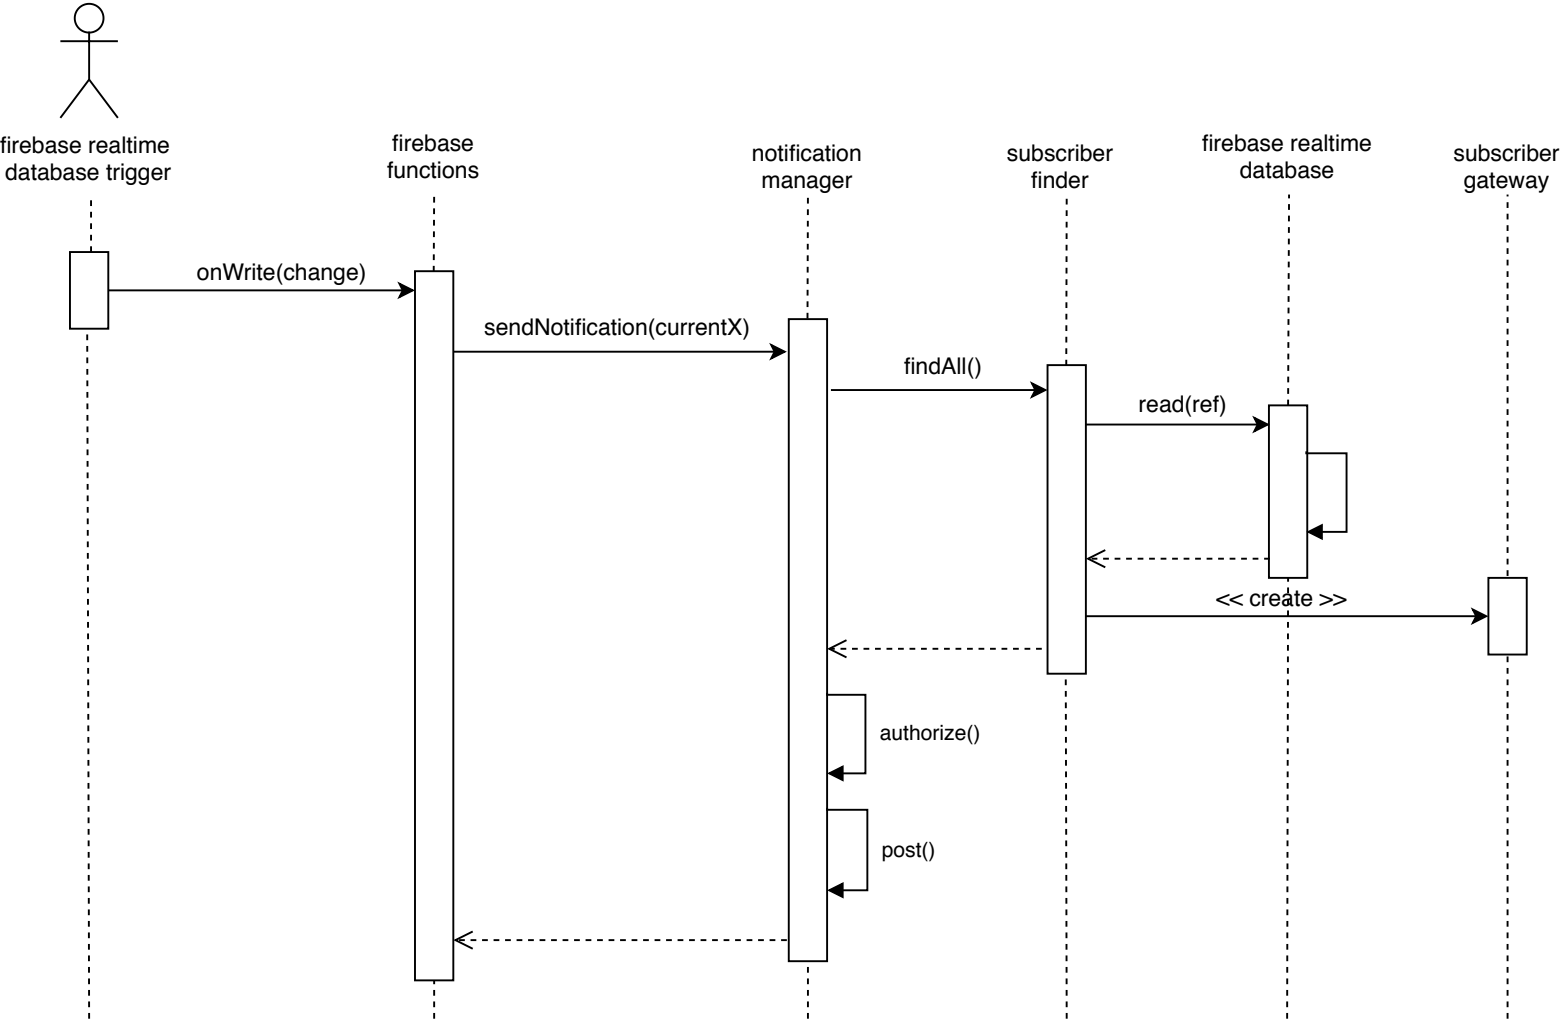 firebase realtime
database trigger
firebase
functions
notification
manager
subscriber
finder
firebase realtime
database
subscriber
gateway
onWrite(change)
sendNotification(currentX)
findAll()
read(ref)
<< create >>
authorize()
post()